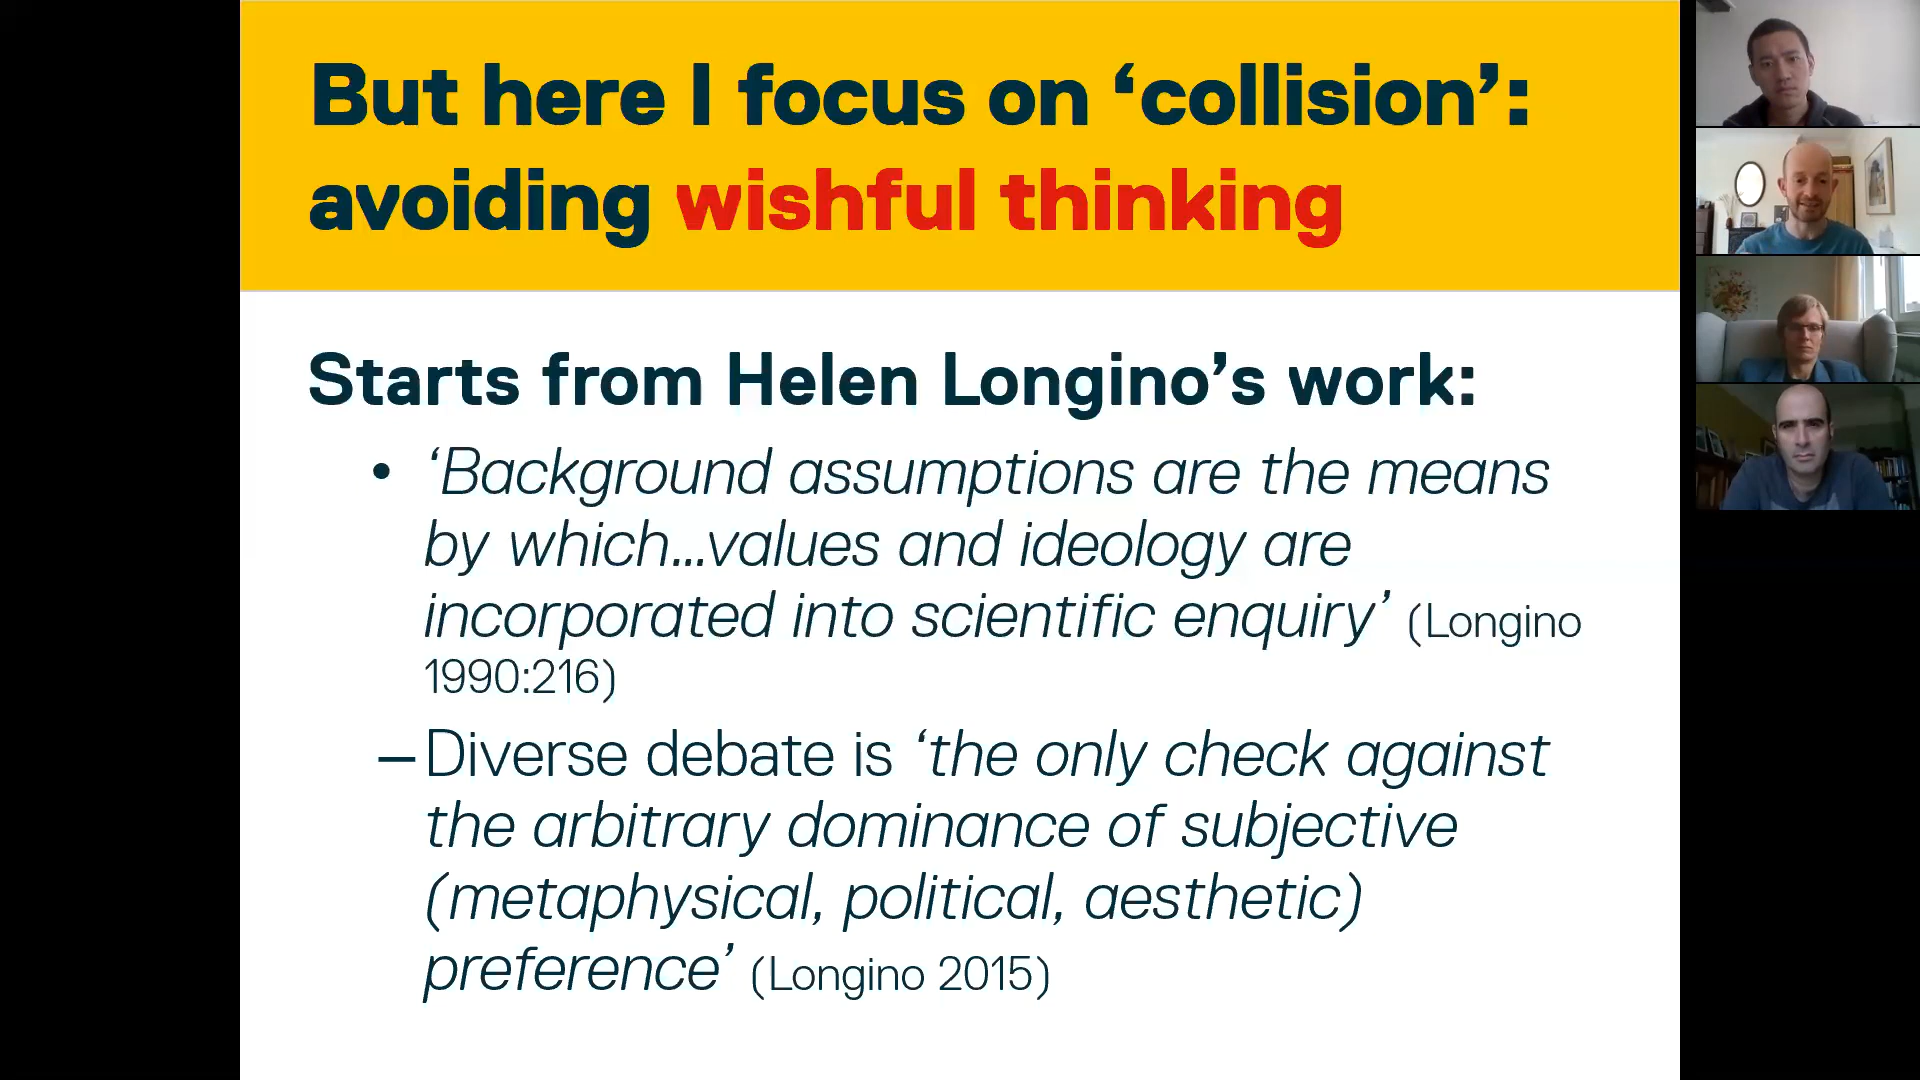 But here I focus on ‘collision’:
avoiding wishful thinking
Starts from Helen Longino’s work:
• ‘Background assumptions are the means
by which...values and ideology are
incorporated into scientific enquiry’ (Longino
1990:216)
–Diverse debate is ‘the only check against
the arbitrary dominance of subjective
(metaphysical, political, aesthetic)
preference’ (Longino 2015)